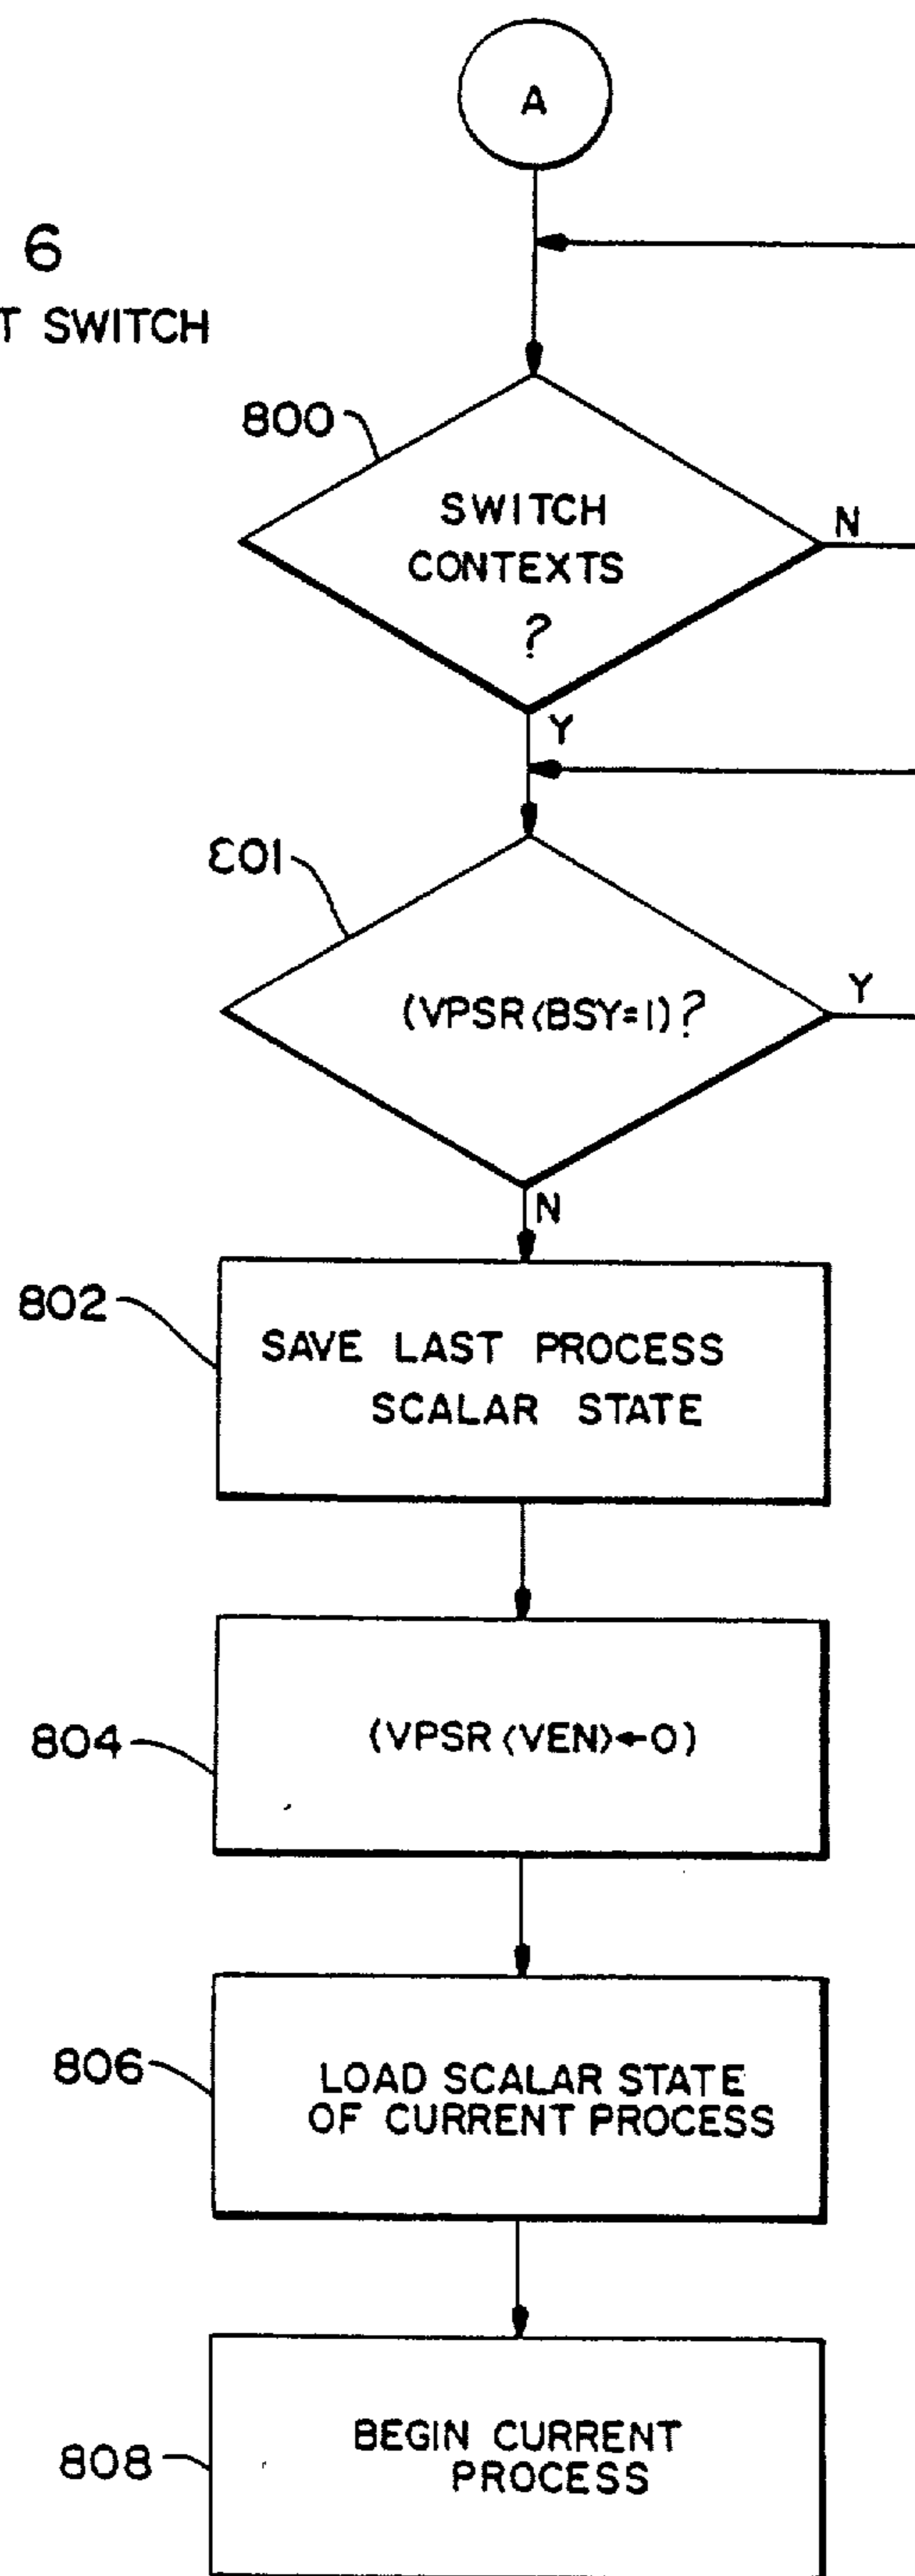 A
6
T SWITCH
800
SWITCH
CONTEXTS
?
N
Y
(VPSR<BSY=1)?
Y
N
802
SAVE LAST PROCESS
SCALAR STATE
804
(VPSR<VEN>←0)
806
LOAD SCALAR STATE
OF CURRENT PROCESS
808
BEGIN CURRENT
PROCESS